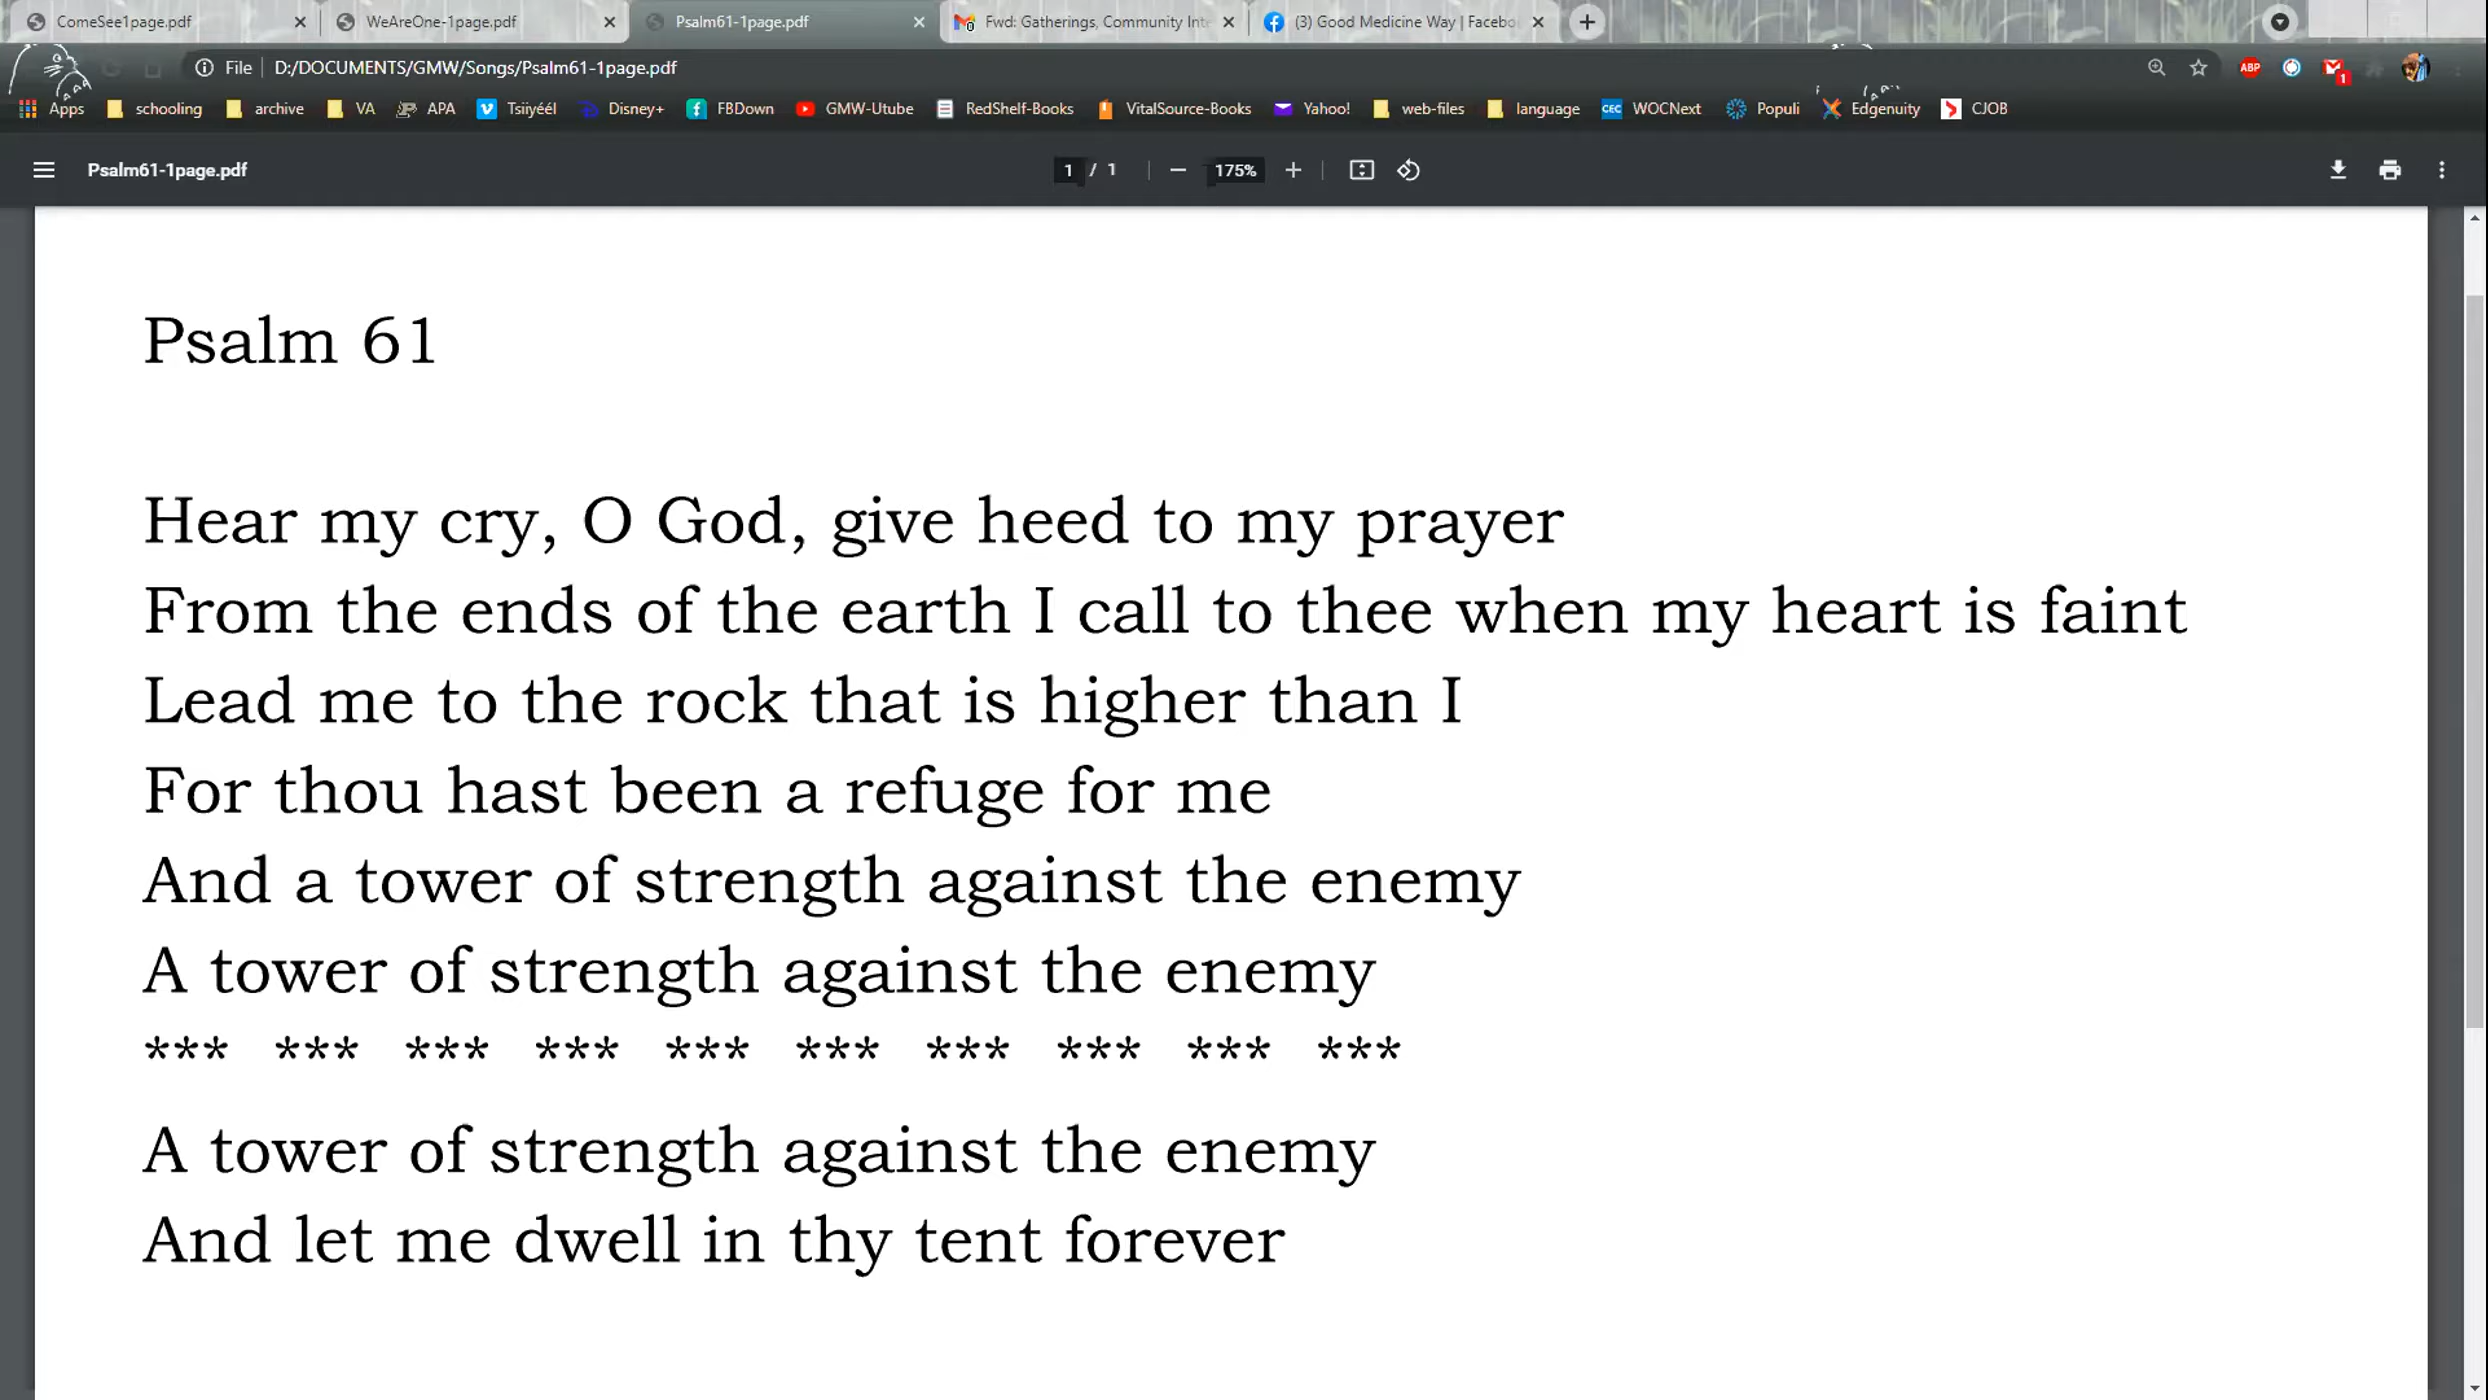 ComeSee1page.pdf WeAreOne-1page.pdf Psalm61-1page.pdf Fwd: Gatherings, Community Inte (3) Good Medicine Way | Facebo
File D:/DOCUMENTS/GMW/Songs/Psalm61-1page.pdf ABP 1
Apps schooling archive VA APA Tsiiyéél Disney+ FBDown GMW-Utube RedShelf-Books VitalSource-Books Yahoo! web-files language CEC WOCNext Populi Edgenuity CJOB
Psalm61-1page.pdf 1 / 1 175%
Psalm 61
Hear my cry, O God, give heed to my prayer
From the ends of the earth I call to thee when my heart is faint
Lead me to the rock that is higher than I
For thou hast been a refuge for me
And a tower of strength against the enemy
A tower of strength against the enemy
*** *** *** *** *** *** *** *** *** ***
A tower of strength against the enemy
And let me dwell in thy tent forever